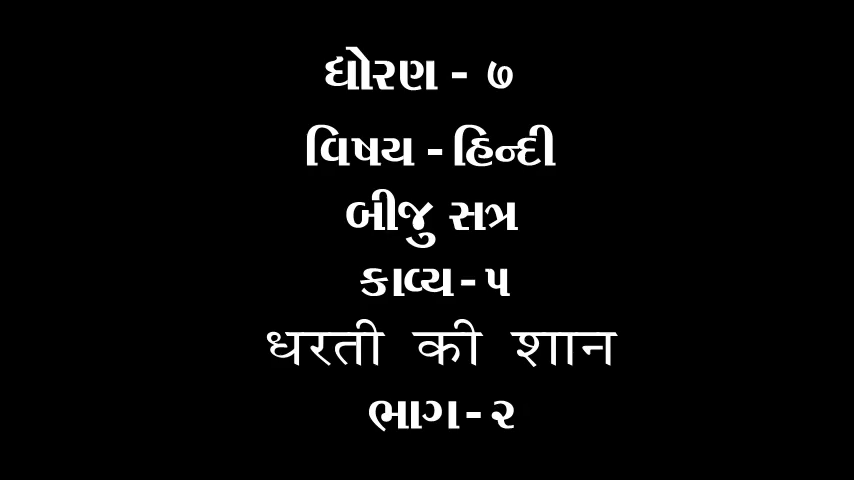 ધોરણ - ૭
વિષય - હિન્દી
બીજુ સત્ર
કાવ્ય - ૫
धरती की शान
ભાગ - ૨